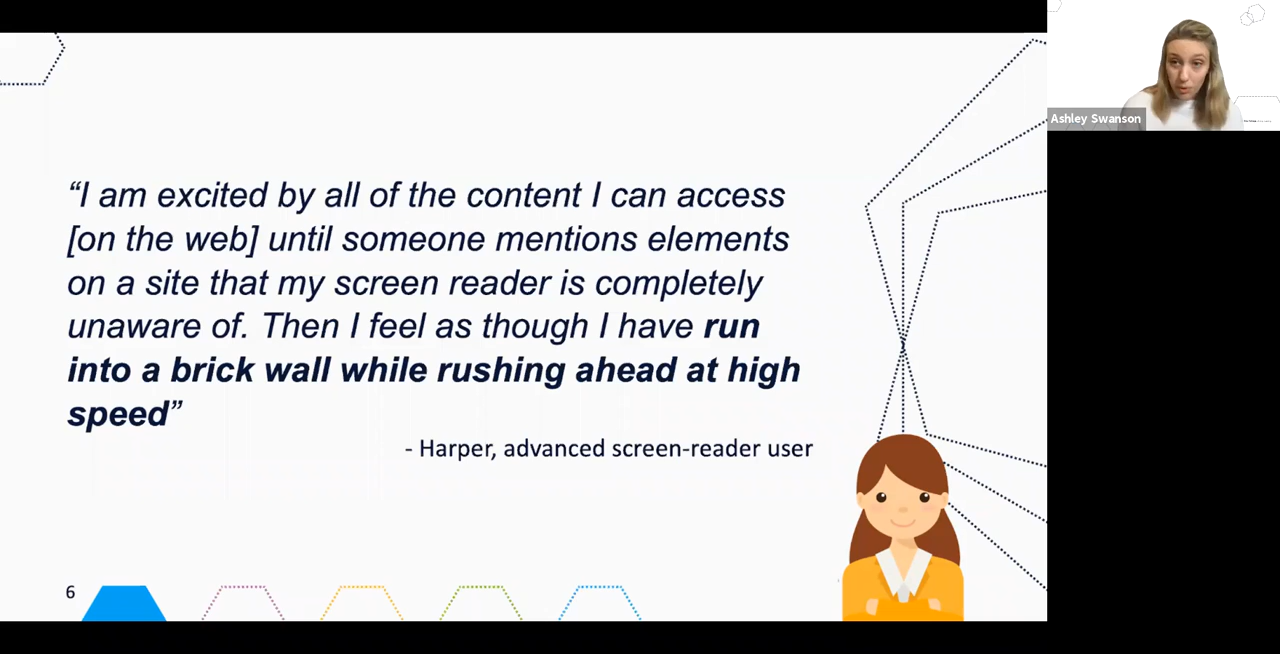 “I am excited by all of the content I can access
[on the web] until someone mentions elements
on a site that my screen reader is completely
unaware of. Then I feel as though I have run
into a brick wall while rushing ahead at high
speed”
- Harper, advanced screen-reader user
6
Ashley Swanson